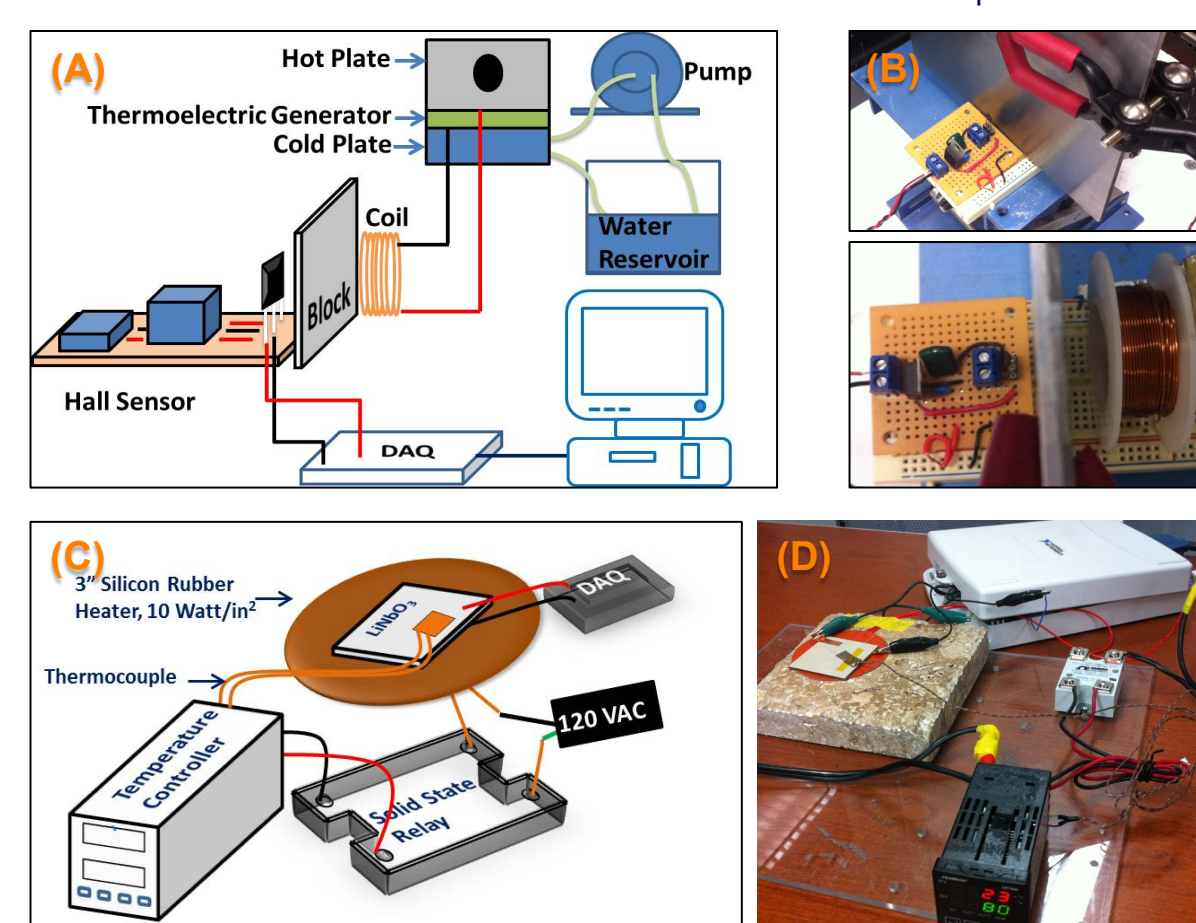 (A)
Hot Plate
Pump
Thermoelectric Generator
Cold Plate
Coil
Water
Reservoir
Block
Hall Sensor
DAQ
(B)
(C)
3” Silicon Rubber
Heater, 10 Watt/in²
LiNbO₃
DAQ
Thermocouple
120 VAC
Temperature
Controller
Solid State
Relay
(D)
23
80